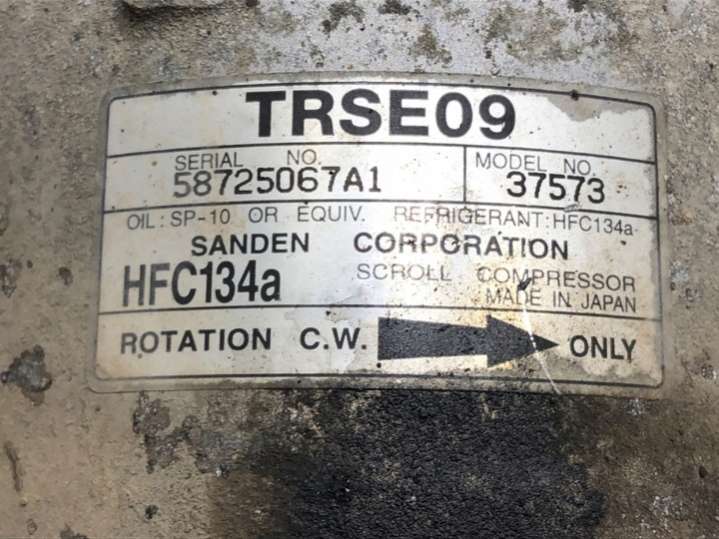 TRSE09
SERIAL NO.
58725067A1
MODEL NO.
37573
OIL: SP-10 OR EQUIV. REFRIGERANT: HFC134a
SANDEN CORPORATION
HFC134a
SCROLL COMPRESSOR
MADE IN JAPAN
ROTATION C.W. ONLY